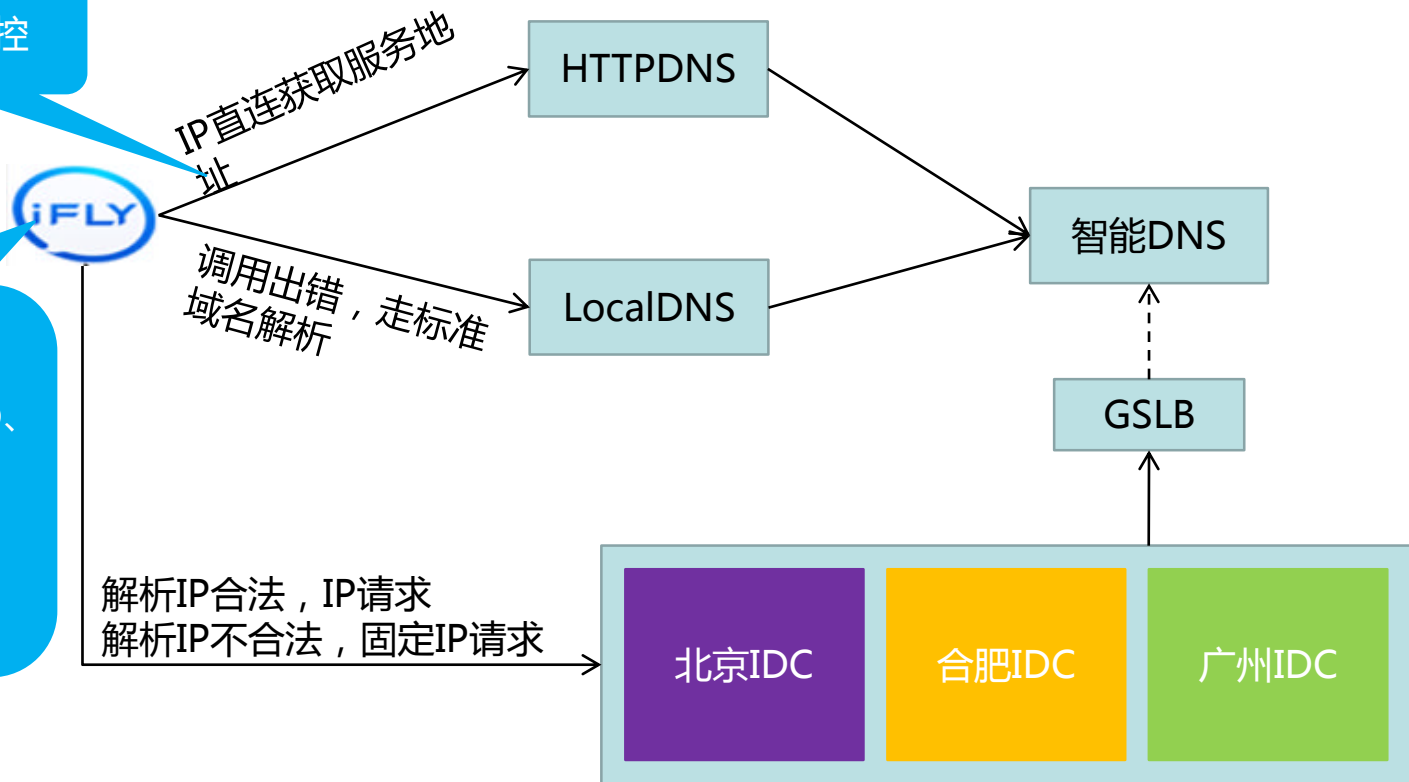 控
IP直连获取服务地
址
HTTPDNS
iFLY
智能DNS
调用出错，走标准
域名解析
LocalDNS
、
GSLB
解析IP合法，IP请求
解析IP不合法，固定IP请求
北京IDC
合肥IDC
广州IDC